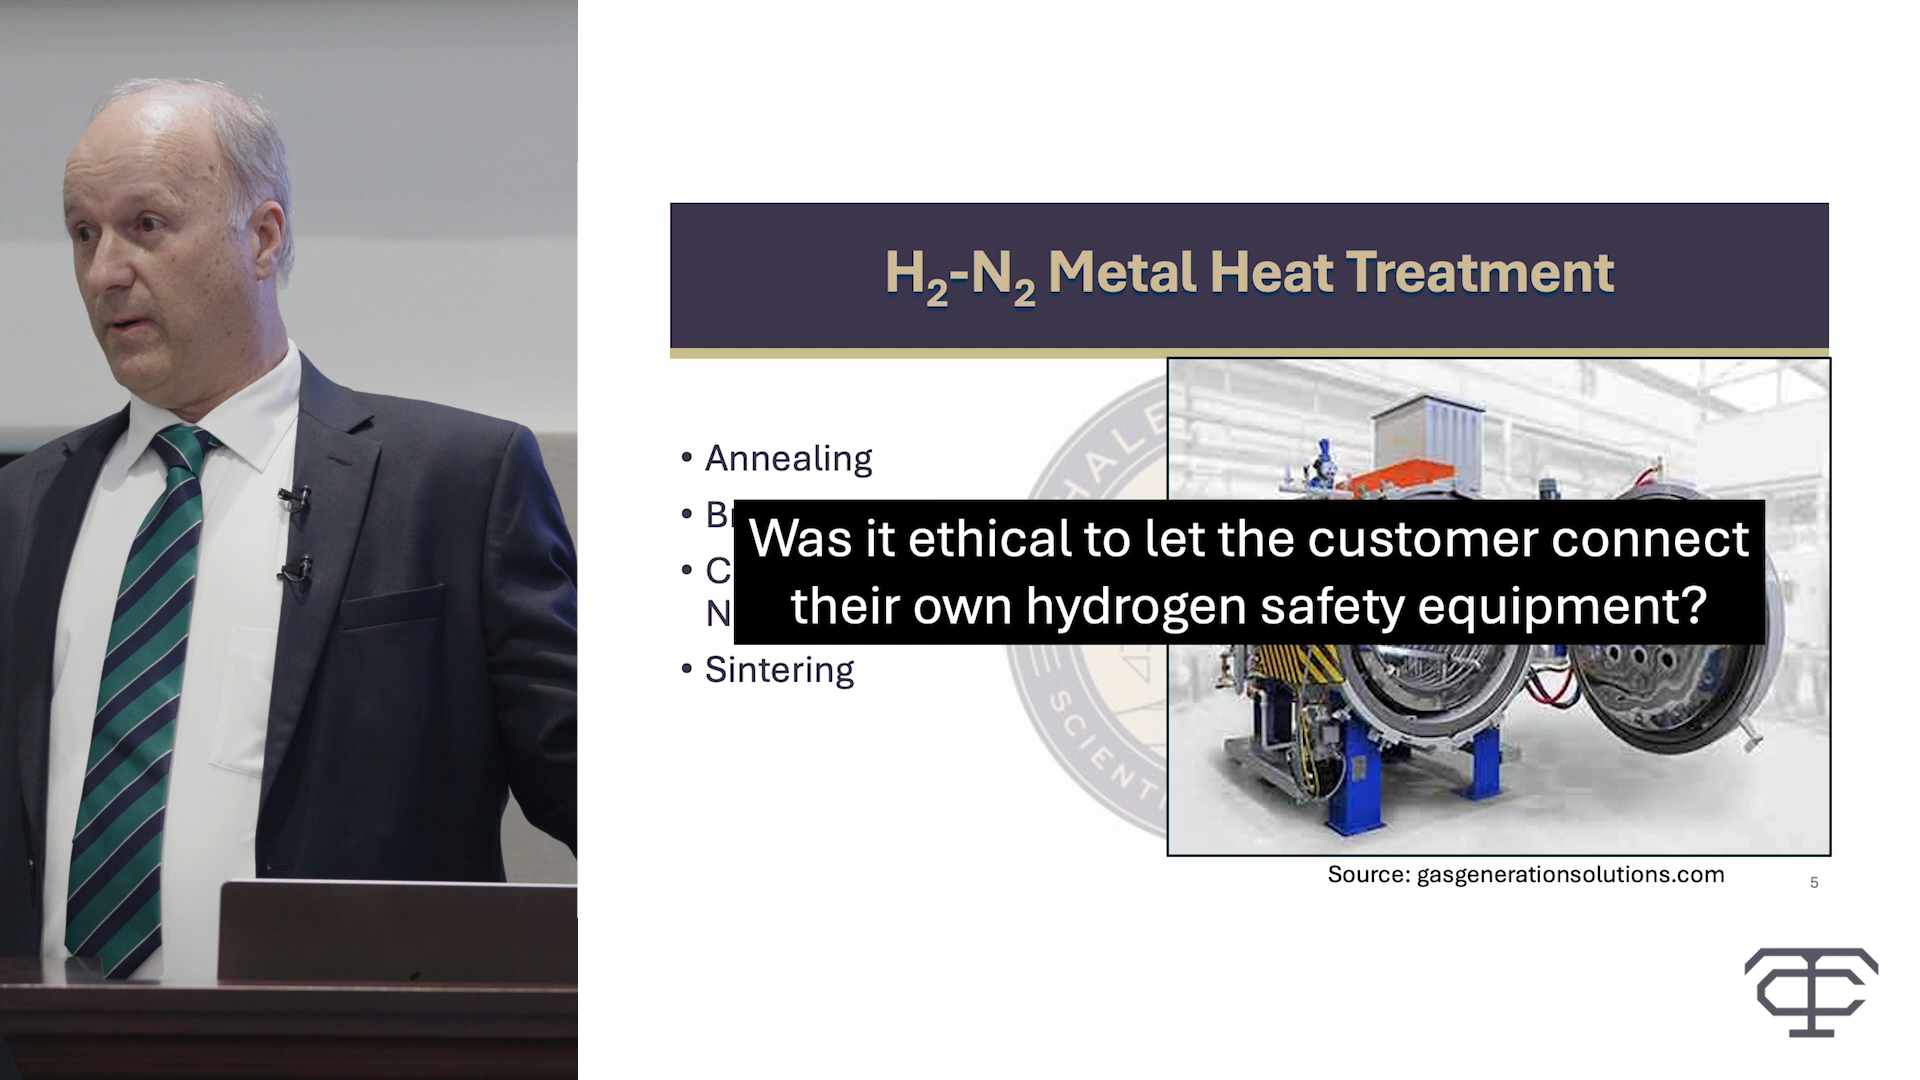 H₂-N₂ Metal Heat Treatment
• Annealing
• Sintering
Was it ethical to let the customer connect
their own hydrogen safety equipment?
Source: gasgenerationsolutions.com
5